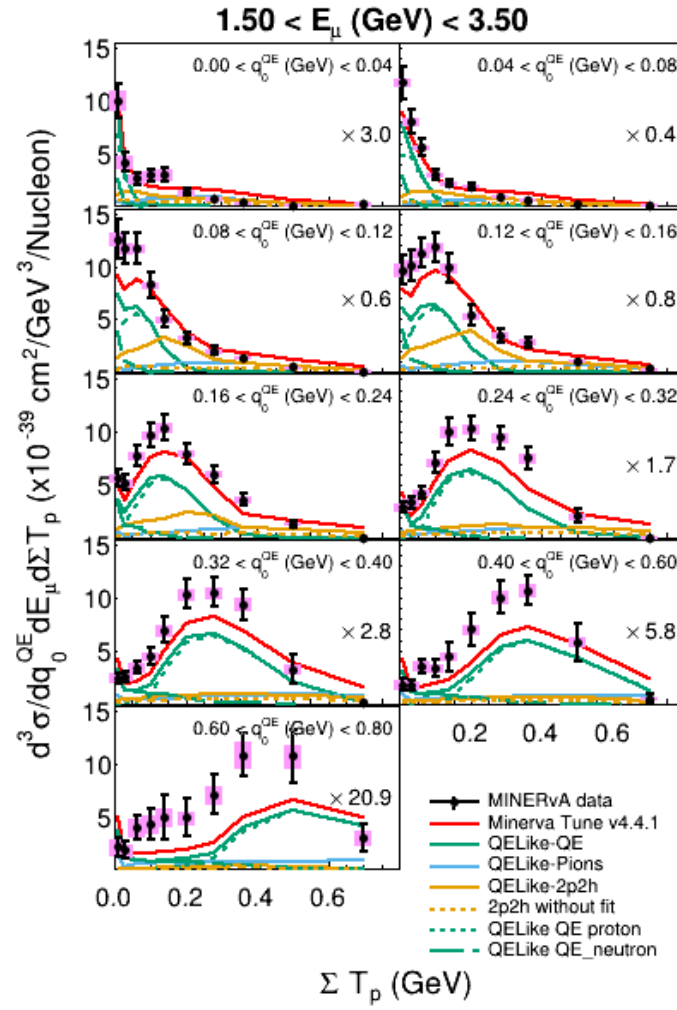 1.50 < E_μ (GeV) < 3.50
0.00 < q_0^QE (GeV) < 0.04
0.04 < q_0^QE (GeV) < 0.08
15
10
5
× 3.0
× 0.4
0.08 < q_0^QE (GeV) < 0.12
0.12 < q_0^QE (GeV) < 0.16
15
10
5
× 0.6
× 0.8
0.16 < q_0^QE (GeV) < 0.24
0.24 < q_0^QE (GeV) < 0.32
15
10
5
× 1.7
0.32 < q_0^QE (GeV) < 0.40
0.40 < q_0^QE (GeV) < 0.60
15
10
5
× 2.8
× 5.8
0.60 < q_0^QE (GeV) < 0.80
15
10
5
× 20.9
0.0 0.2 0.4 0.6
0.2 0.4 0.6
d³σ/dq_0^QE dE_μ dΣT_p (x10⁻³⁹ cm²/GeV³/Nucleon)
MINERvA data
Minerva Tune v4.4.1
QELike-QE
QELike-Pions
QELike-2p2h
2p2h without fit
QELike QE proton
QELike QE_neutron
Σ T_p (GeV)